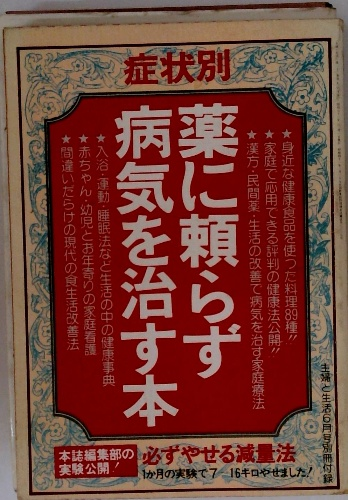 症状別
薬に頼らず
病気を治す本
★身近な健康食品を使った料理89種!!
★家庭で応用できる評判の健康法公開!!
★漢方・民間薬・生活の改善で病気を治す家庭療法
★入浴・運動・睡眠法など生活の中の健康事典
★赤ちゃん・幼児とお年寄りの家庭看護
★間違いだらけの現代の食生活改善法
主婦と生活6月号別冊付録
本誌編集部の
実験公開!
必ずやせる減量法
1か月の実験で7〜16キロやせました!